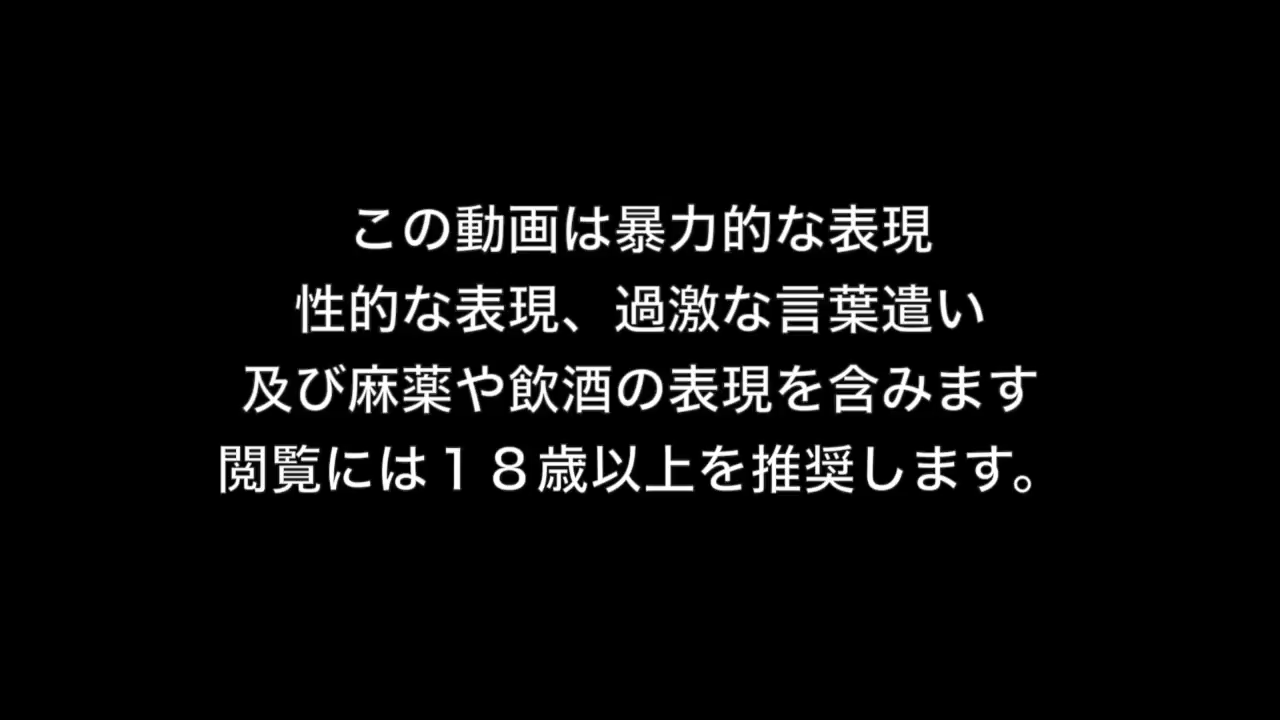 この動画は暴力的な表現
性的な表現、過激な言葉遣い
及び麻薬や飲酒の表現を含みます
閲覧には１８歳以上を推奨します。